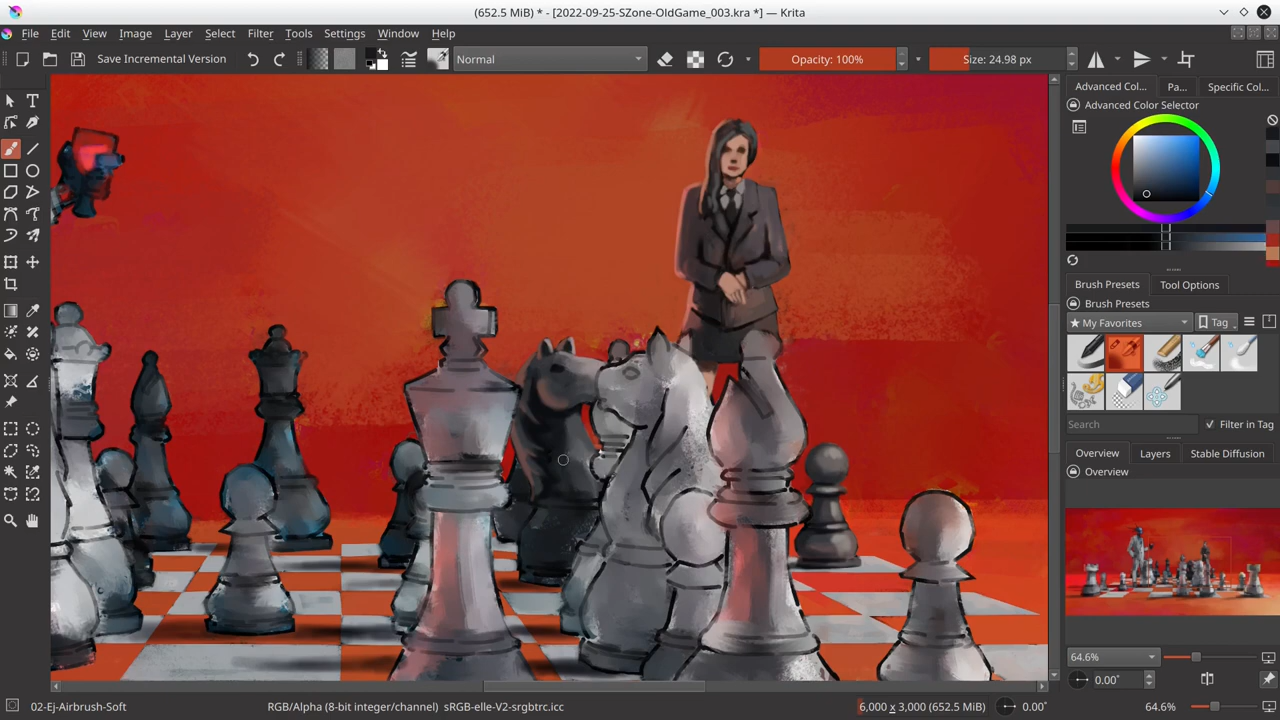 (652.5 MiB) * - [2022-09-25-SZone-OldGame_003.kra *] — Krita
File Edit View Image Layer Select Filter Tools Settings Window Help
Save Incremental Version Normal Opacity: 100% Size: 24.98 px
Advanced Col... Pa... Specific Col...
Advanced Color Selector
Brush Presets Tool Options
Brush Presets
★ My Favorites Tag
Search Filter in Tag
Overview Layers Stable Diffusion
Overview
64.6%
0.00°
02-Ej-Airbrush-Soft RGB/Alpha (8-bit integer/channel) sRGB-elle-V2-srgbtrc.icc 6,000 x 3,000 (652.5 MiB) 0.00° 64.6%